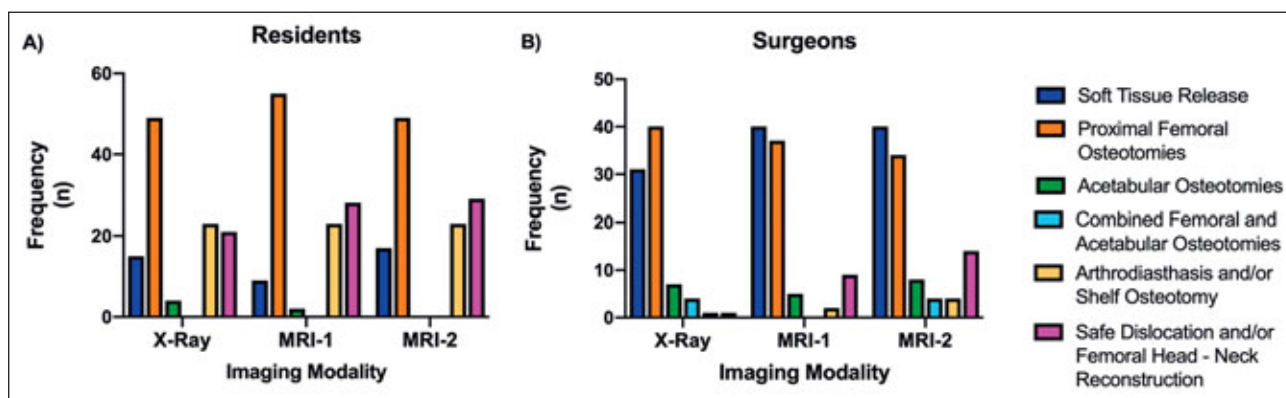 A)
Residents
60
40
20
0
Frequency
(n)
X-Ray
MRI-1
MRI-2
Imaging Modality
B)
Surgeons
50
40
30
20
10
0
Frequency
(n)
X-Ray
MRI-1
MRI-2
Imaging Modality
Soft Tissue Release
Proximal Femoral
Osteotomies
Acetabular Osteotomies
Combined Femoral and
Acetabular Osteotomies
Arthrodiasthasis and/or
Shelf Osteotomy
Safe Dislocation and/or
Femoral Head - Neck
Reconstruction